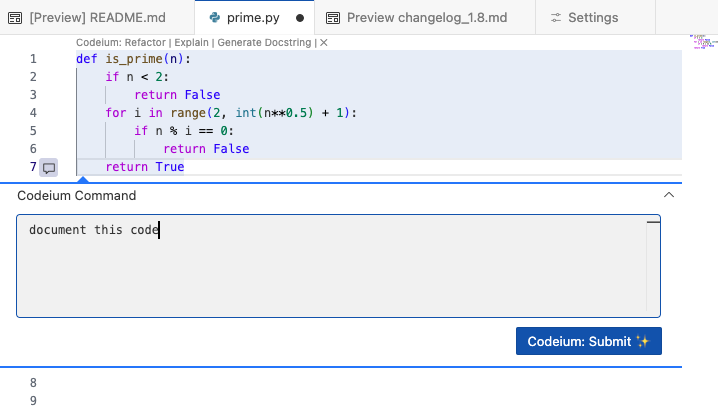 [Preview] README.md
prime.py
Preview changelog_1.8.md
Settings
Codeium: Refactor | Explain | Generate Docstring | X
1 def is_prime(n):
2     if n < 2:
3         return False
4     for i in range(2, int(n**0.5) + 1):
5         if n % i == 0:
6             return False
7     return True
Codeium Command
document this code
Codeium: Submit ✨
8
9